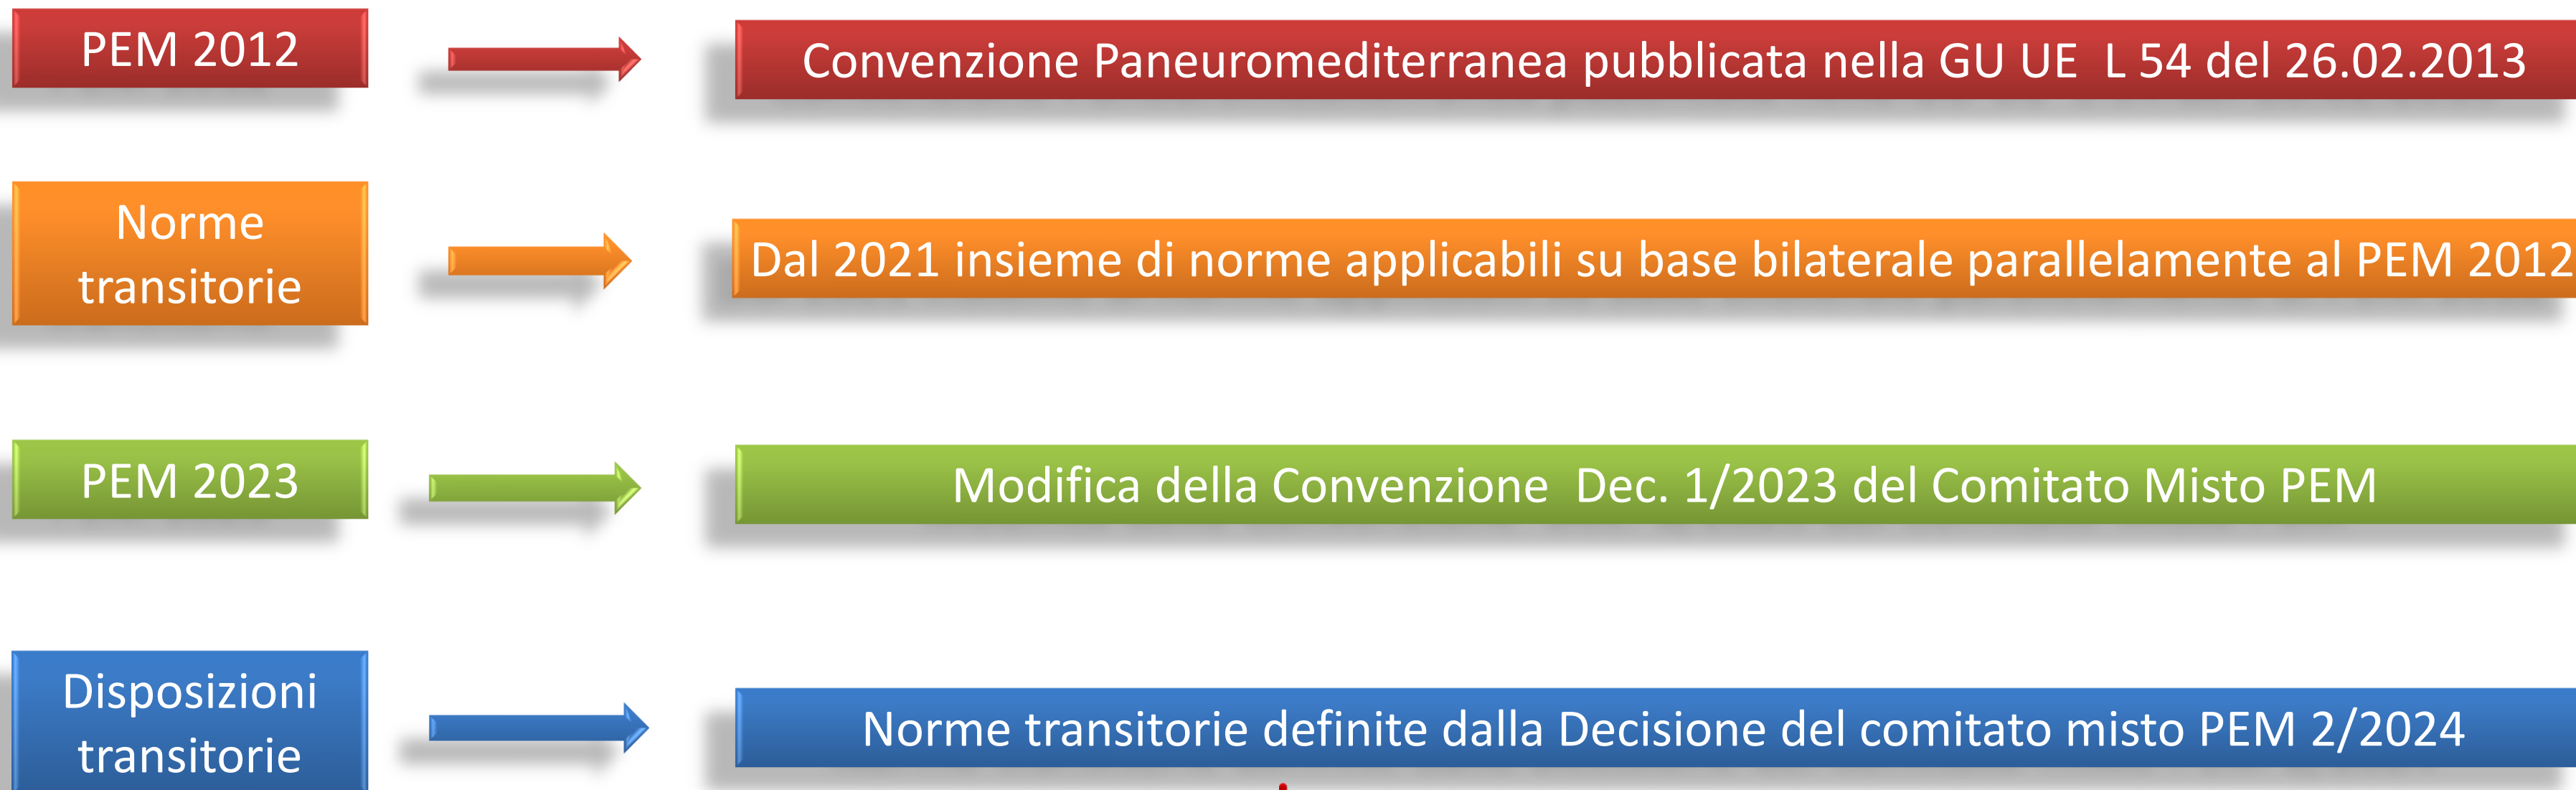 PEM 2012
Convenzione Paneuromediterranea pubblicata nella GU UE L 54 del 26.02.2013
Norme
transitorie
Dal 2021 insieme di norme applicabili su base bilaterale parallelamente al PEM 2012
PEM 2023
Modifica della Convenzione Dec. 1/2023 del Comitato Misto PEM
Disposizioni
transitorie
Norme transitorie definite dalla Decisione del comitato misto PEM 2/2024